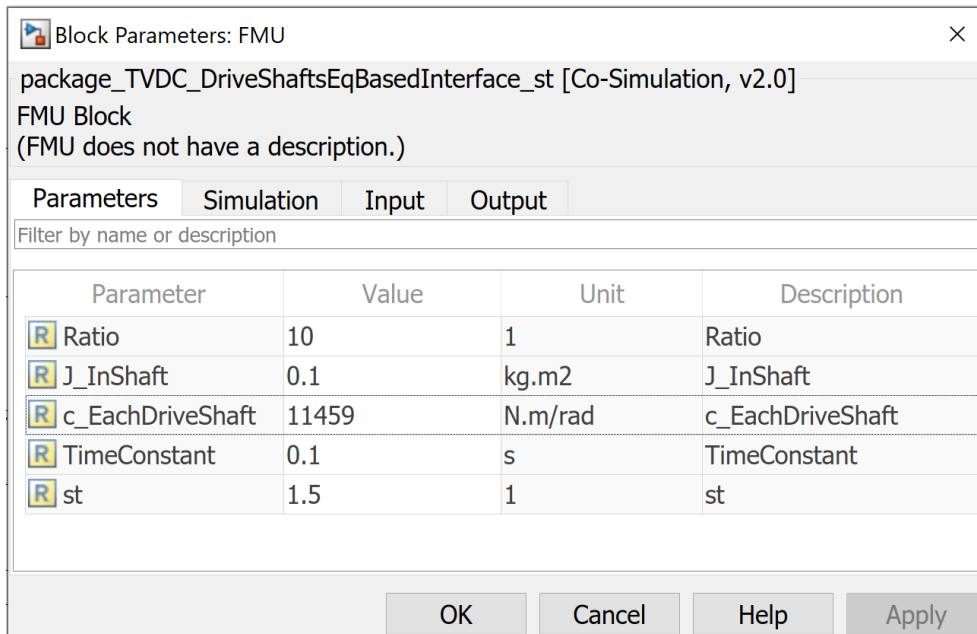 Block Parameters: FMU
package_TVDC_DriveShaftsEqBasedInterface_st [Co-Simulation, v2.0]
FMU Block
(FMU does not have a description.)
Parameters Simulation Input Output
Filter by name or description
Parameter Value Unit Description
R Ratio 10 1 Ratio
R J_InShaft 0.1 kg.m2 J_InShaft
R c_EachDriveShaft 11459 N.m/rad c_EachDriveShaft
R TimeConstant 0.1 s TimeConstant
R st 1.5 1 st
OK Cancel Help Apply